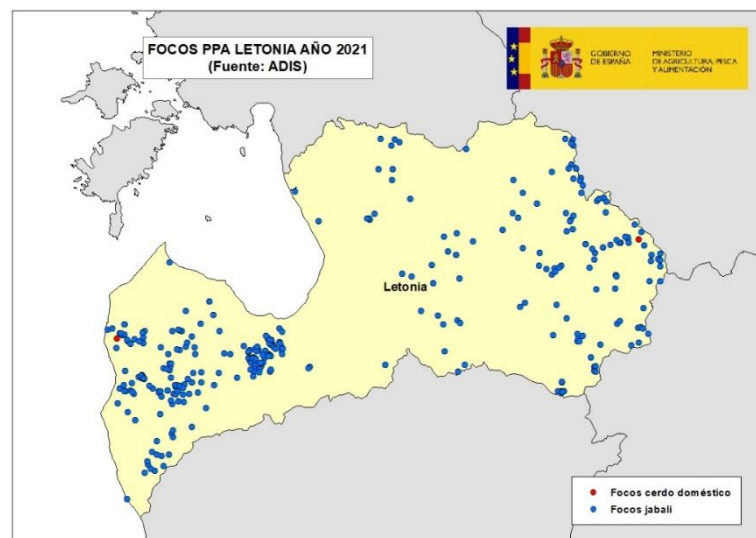 FOCOS PPA LETONIA AÑO 2021
(Fuente: ADIS)
GOBIERNO
DE ESPAÑA
MINISTERIO
DE AGRICULTURA, PESCA
Y ALIMENTACIÓN
Letonia
Focos cerdo doméstico
Focos jabalí